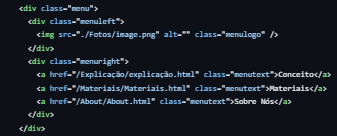 <div class="menu">
<div class="menuleft">
<img src="./Fotos/image.png" alt="" class="menulogo" />
</div>
<div class="menuright">
<a href="/Explicação/explicação.html" class="menutext">Conceito</a>
<a href="/Materiais/Materiais.html" class="menutext">Materiais</a>
<a href="/About/About.html" class="menutext">Sobre Nós</a>
</div>
</div>